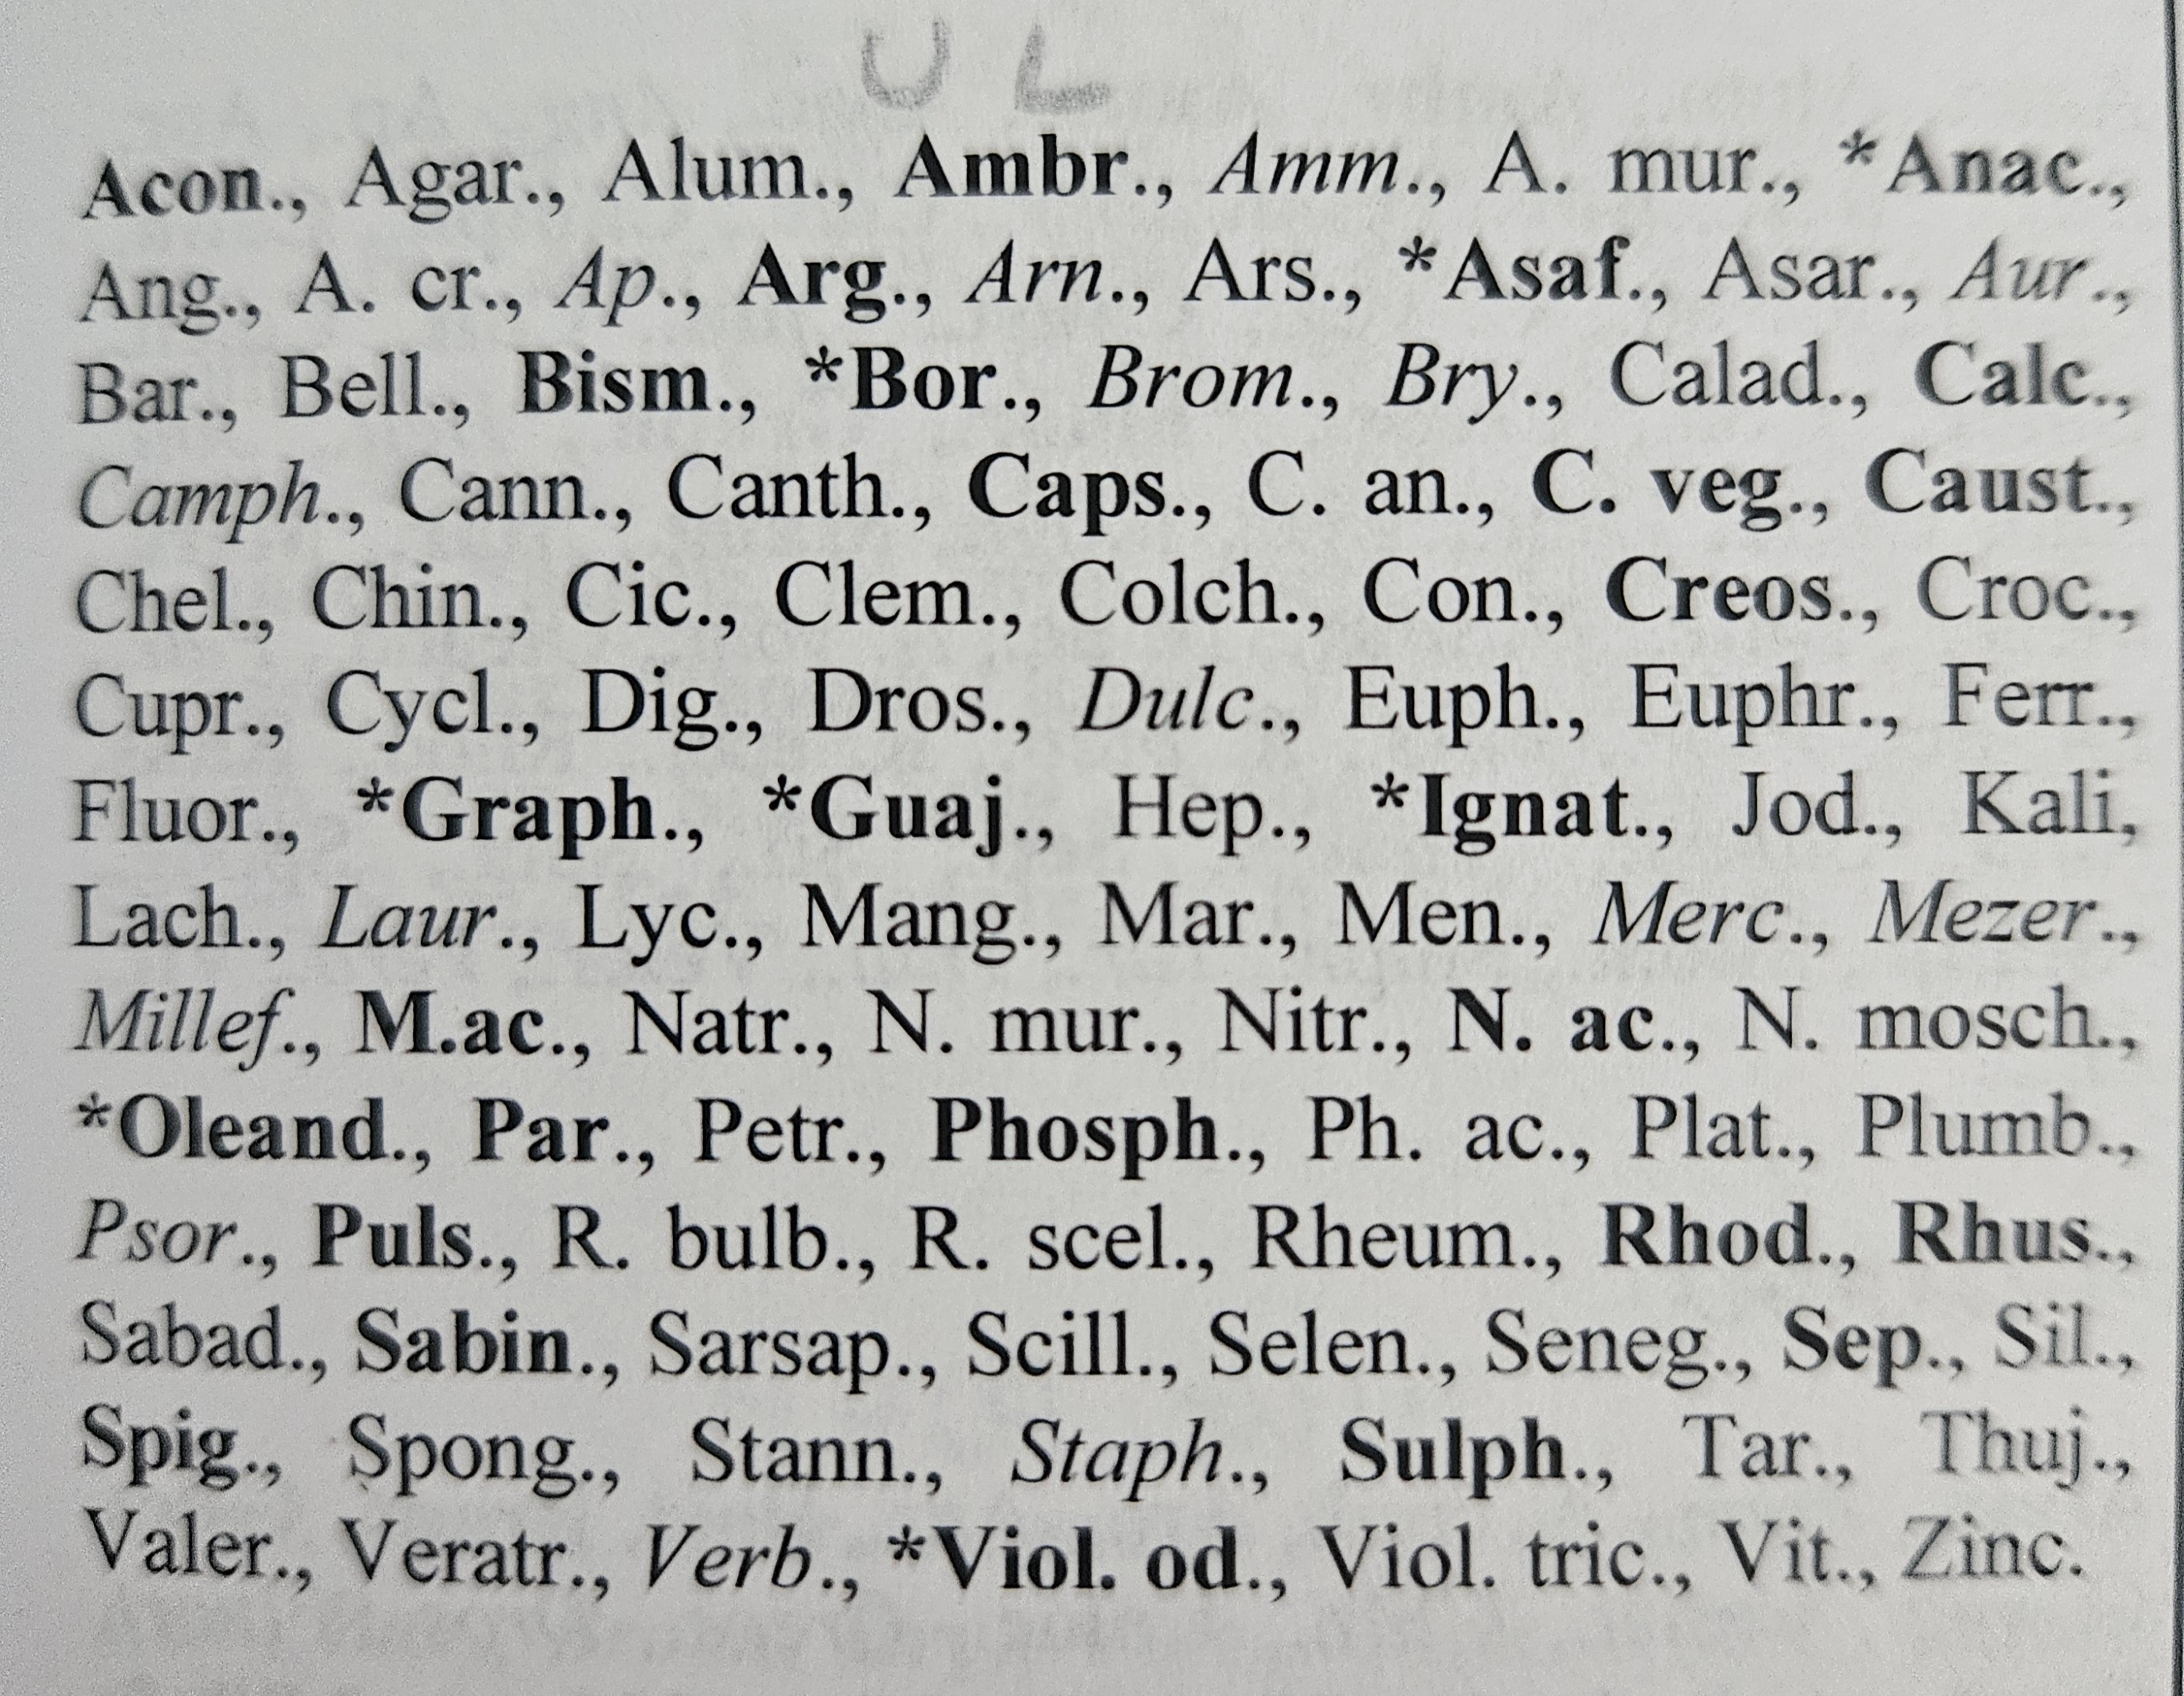 U L
Acon., Agar., Alum., Ambr., Amm., A. mur., *Anac.,
Ang., A. cr., Ap., Arg., Arn., Ars., *Asaf., Asar., Aur.,
Bar., Bell., Bism., *Bor., Brom., Bry., Calad., Calc.,
Camph., Cann., Canth., Caps., C. an., C. veg., Caust.,
Chel., Chin., Cic., Clem., Colch., Con., Creos., Croc.,
Cupr., Cycl., Dig., Dros., Dulc., Euph., Euphr., Ferr.,
Fluor., *Graph., *Guaj., Hep., *Ignat., Jod., Kali,
Lach., Laur., Lyc., Mang., Mar., Men., Merc., Mezer.,
Millef., M.ac., Natr., N. mur., Nitr., N. ac., N. mosch.,
*Oleand., Par., Petr., Phosph., Ph. ac., Plat., Plumb.,
Psor., Puls., R. bulb., R. scel., Rheum., Rhod., Rhus.,
Sabad., Sabin., Sarsap., Scill., Selen., Seneg., Sep., Sil.,
Spig., Spong., Stann., Staph., Sulph., Tar., Thuj.,
Valer., Veratr., Verb., *Viol. od., Viol. tric., Vit., Zinc.